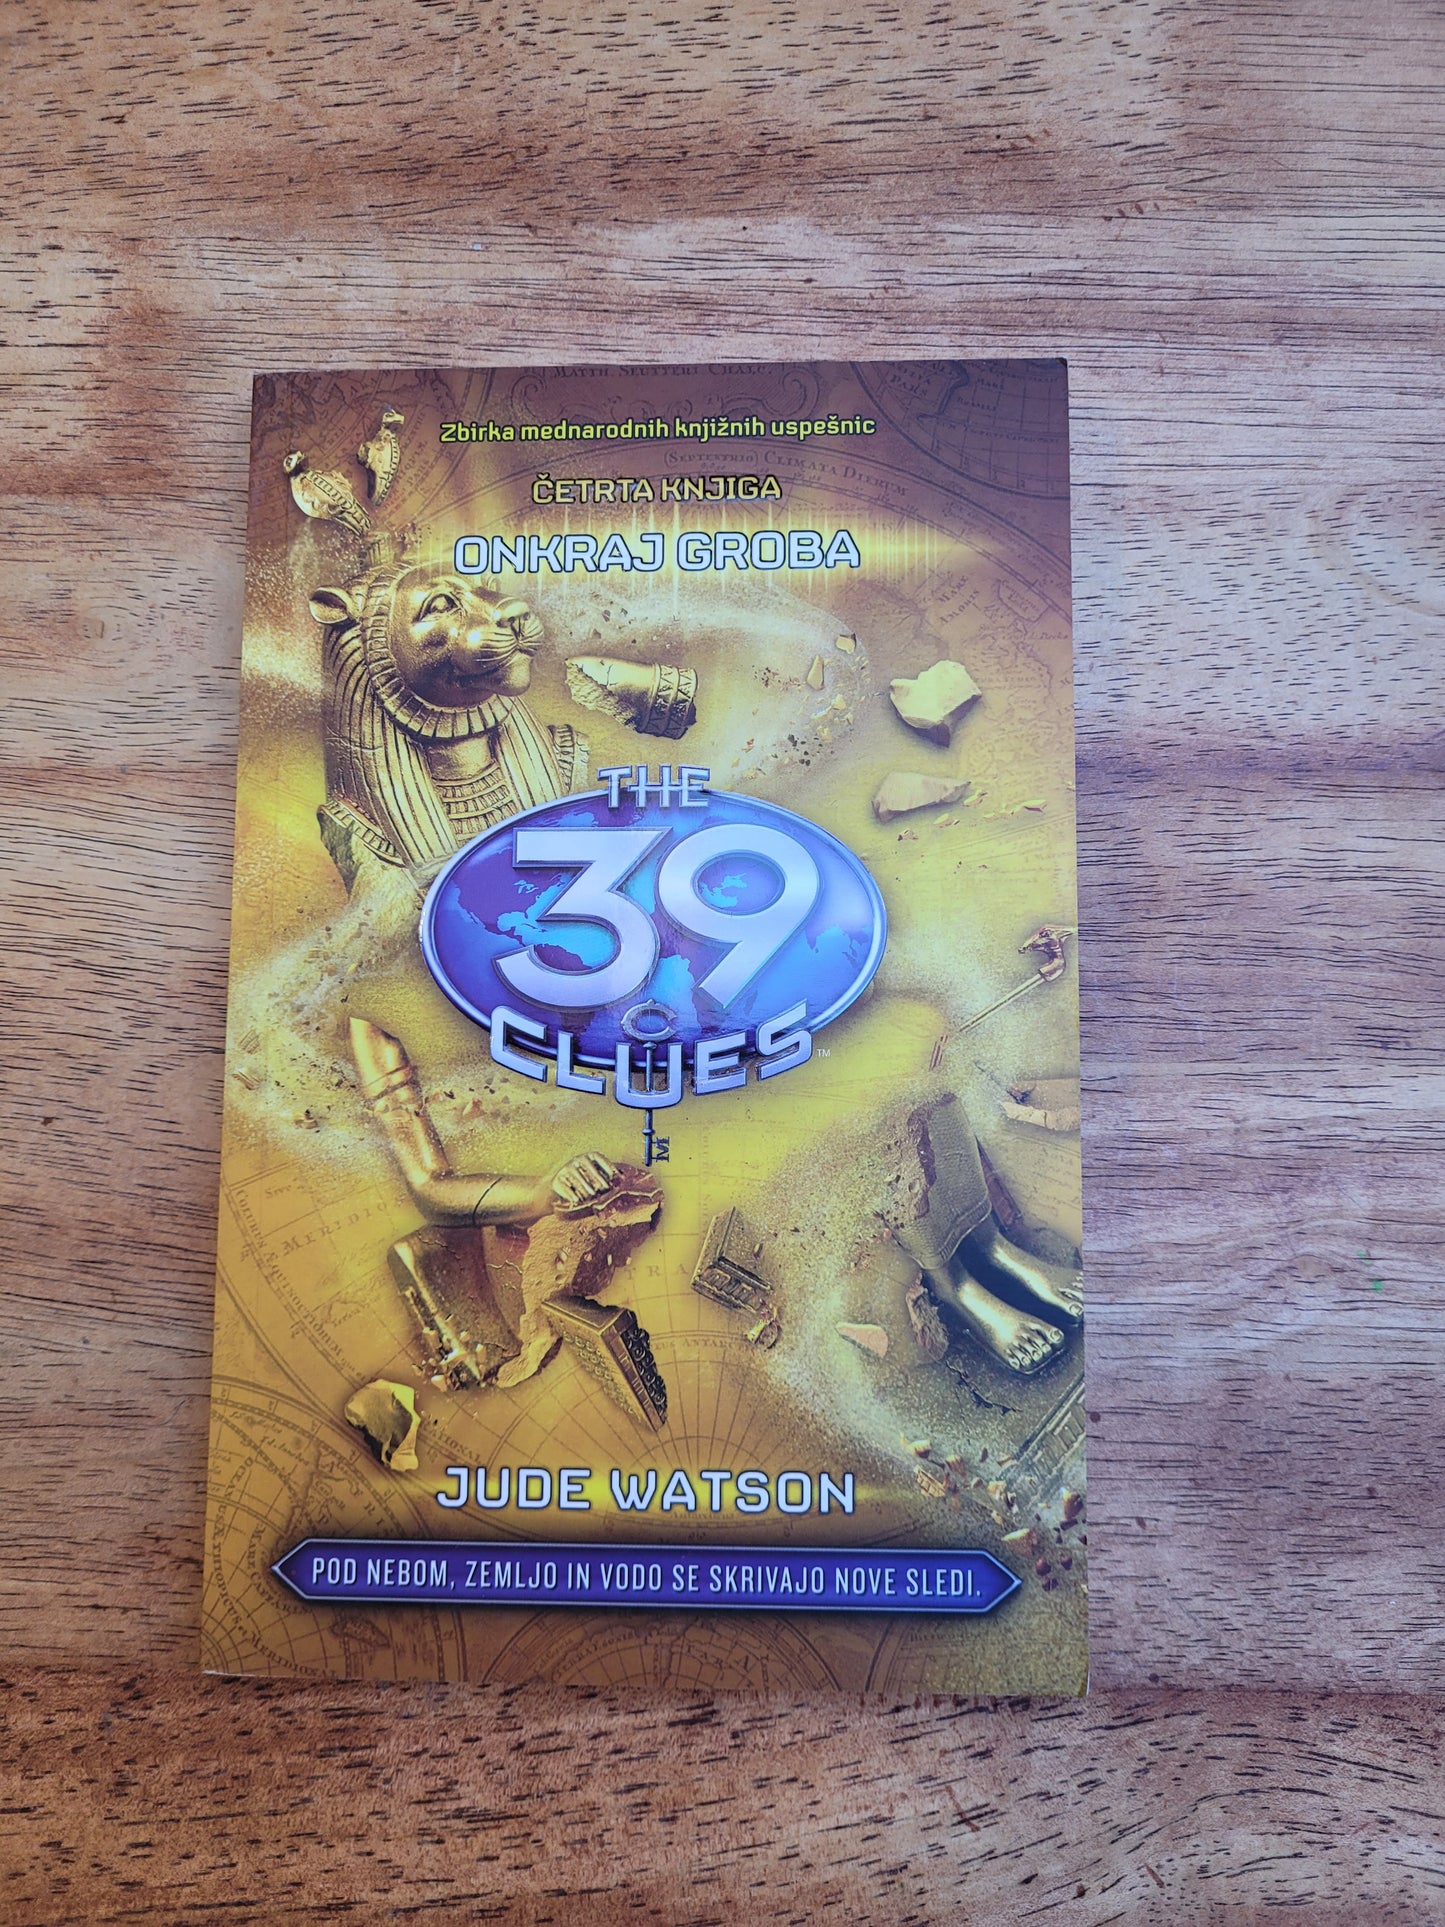 Zbirka mednarodnih knjižnih uspešnic
ČETRTA KNJIGA
ONKRAJ GROBA
THE
39
CLUES™
JUDE WATSON
POD NEBOM, ZEMLJO IN VODO SE SKRIVAJO NOVE SLEDI.